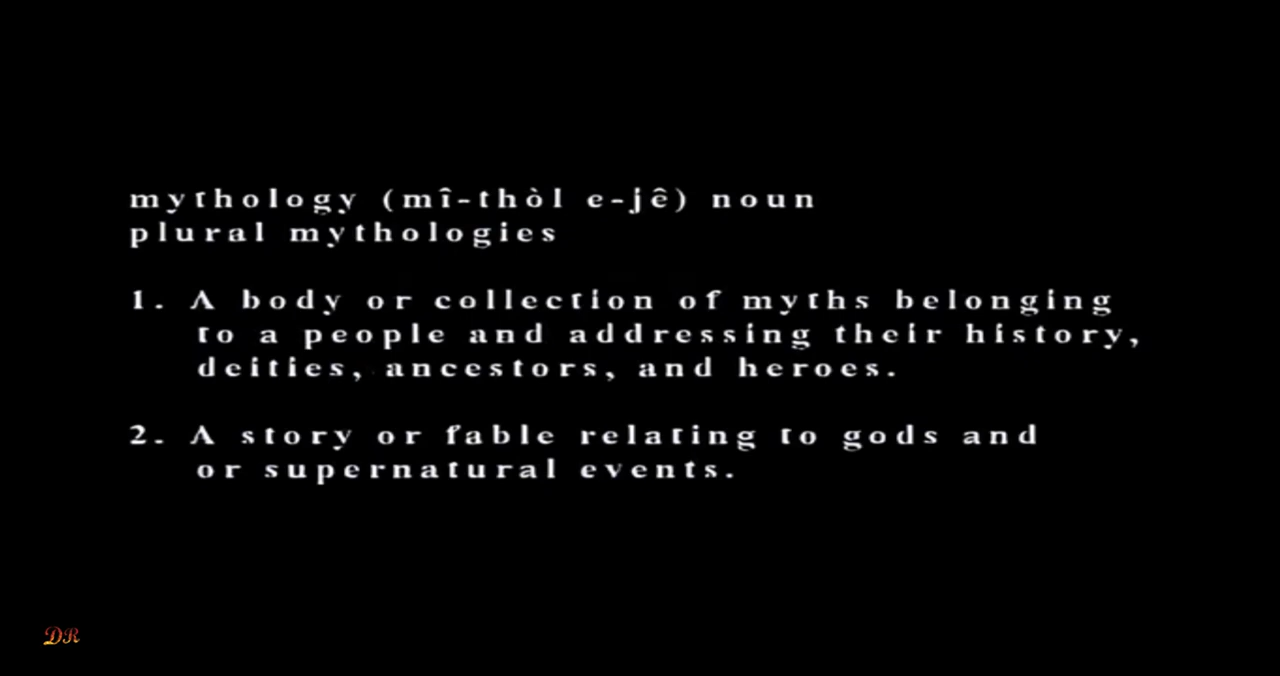 mythology (mî-thòl e-jê) noun
plural mythologies
1. A body or collection of myths belonging
to a people and addressing their history,
deities, ancestors, and heroes.
2. A story or fable relating to gods and
or supernatural events.
DR